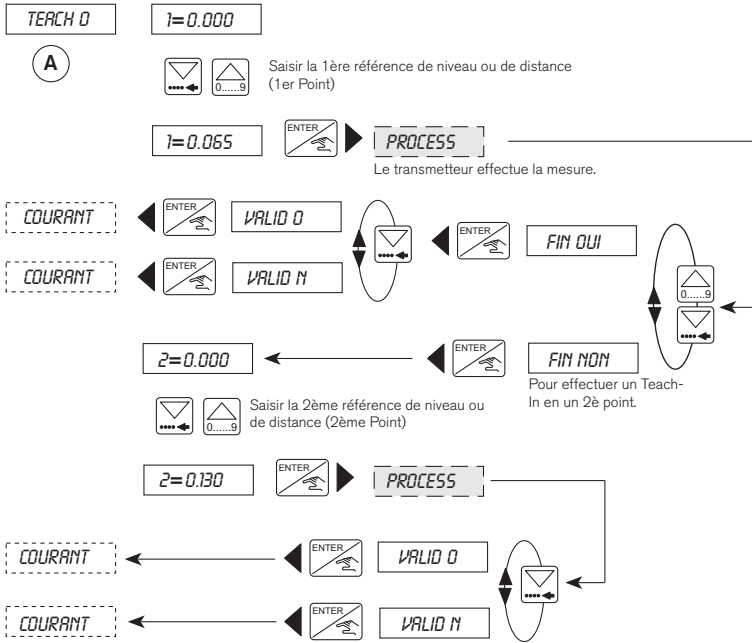 TEACH O
1=0.000
A
0......9
Saisir la 1ère référence de niveau ou de distance
(1er Point)
1=0.065
ENTER
PROCESS
Le transmetteur effectue la mesure.
COURANT
ENTER
VALID O
ENTER
FIN OUI
COURANT
ENTER
VALID N
0......9
2=0.000
ENTER
FIN NON
Pour effectuer un Teach-
In en un 2è point.
0......9
Saisir la 2ème référence de niveau ou
de distance (2ème Point)
2=0.130
ENTER
PROCESS
COURANT
ENTER
VALID O
COURANT
ENTER
VALID N